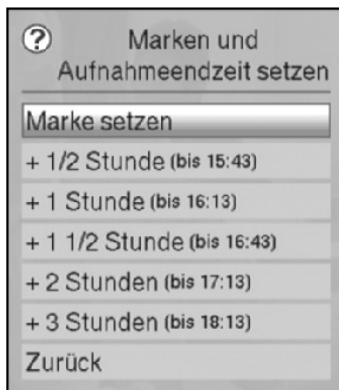 ?
Marken und
Aufnahmeendzeit setzen
Marke setzen
+ 1/2 Stunde (bis 15:43)
+ 1 Stunde (bis 16:13)
+ 1 1/2 Stunde (bis 16:43)
+ 2 Stunden (bis 17:13)
+ 3 Stunden (bis 18:13)
Zurück